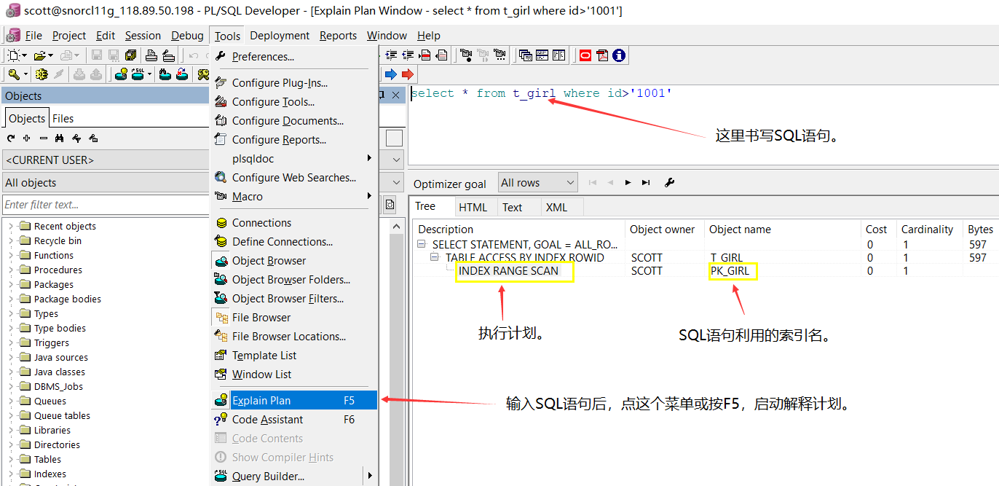 scott@snorcl11g_118.89.50.198 - PL/SQL Developer - [Explain Plan Window - select * from t_girl where id>'1001']
File Project Edit Session Debug Tools Deployment Reports Window Help
Objects
Objects Files
<CURRENT USER>
All objects
Enter filter text...
Recent objects
Recycle bin
Functions
Procedures
Packages
Package bodies
Types
Type bodies
Triggers
Java sources
Java classes
DBMS_Jobs
Queues
Queue tables
Libraries
Directories
Tables
Indexes
Preferences...
Configure Plug-Ins...
Configure Tools...
Configure Documents...
Configure Reports...
plsqldoc
Configure Web Searches...
Macro
Connections
Define Connections...
Object Browser
Object Browser Folders...
Object Browser Filters...
File Browser
File Browser Locations...
Template List
Window List
Explain Plan F5
Code Assistant F6
Code Contents
Show Compiler Hints
Query Builder...
select * from t_girl where id>'1001'
这里书写SQL语句。
Optimizer goal All rows
Tree HTML Text XML
Description Object owner Object name Cost Cardinality Bytes
SELECT STATEMENT, GOAL = ALL_RO... 0 1 597
TABLE ACCESS BY INDEX ROWID SCOTT T_GIRL 0 1 597
INDEX RANGE SCAN SCOTT PK_GIRL 0 1
执行计划。
SQL语句利用的索引名。
输入SQL语句后，点这个菜单或按F5，启动解释计划。